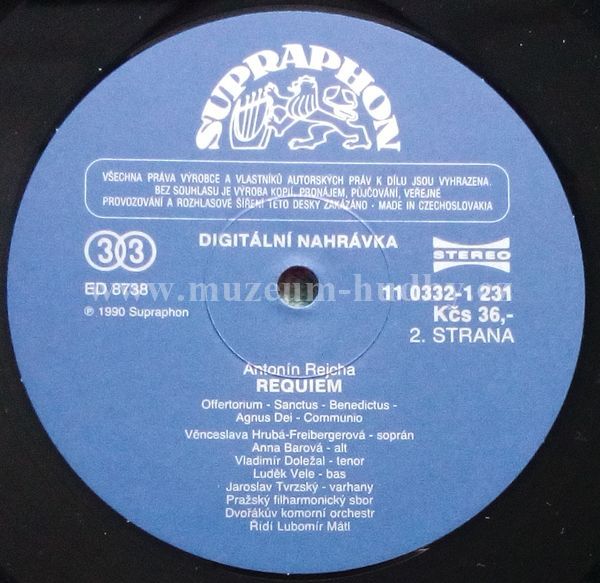 SUPRAPHON
VŠECHNA PRÁVA VÝROBCE A VLASTNÍKŮ AUTORSKÝCH PRÁV K DÍLU JSOU VYHRAZENA.
BEZ SOUHLASU JE VÝROBA KOPIÍ, PRONÁJEM, PŮJČOVÁNÍ, VEŘEJNÉ
PROVOZOVÁNÍ A ROZHLASOVÉ ŠÍŘENÍ TÉTO DESKY ZAKÁZÁNO • MADE IN CZECHOSLOVAKIA
33 DIGITÁLNÍ NAHRÁVKA STEREO
ED 8738 11 0332-1 231
℗ 1990 Supraphon Kčs 36,-
2. STRANA
Antonín Rejcha
REQUIEM
Offertorium - Sanctus - Benedictus -
Agnus Dei - Communio
Věnceslava Hrubá-Freibergerová - soprán
Anna Barová - alt
Vladimír Doležal - tenor
Luděk Vele - bas
Jaroslav Tvrzský - varhany
Pražský filharmonický sbor
Dvořákův komorní orchestr
Řídí Lubomír Mátl